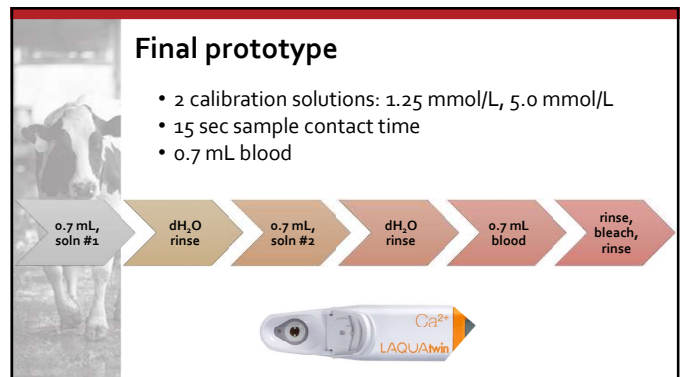 Final prototype
• 2 calibration solutions: 1.25 mmol/L, 5.0 mmol/L
• 15 sec sample contact time
• 0.7 mL blood
0.7 mL,
soln #1
dH₂O
rinse
0.7 mL,
soln #2
dH₂O
rinse
0.7 mL
blood
rinse,
bleach,
rinse
Ca²⁺
LAQUAtwin